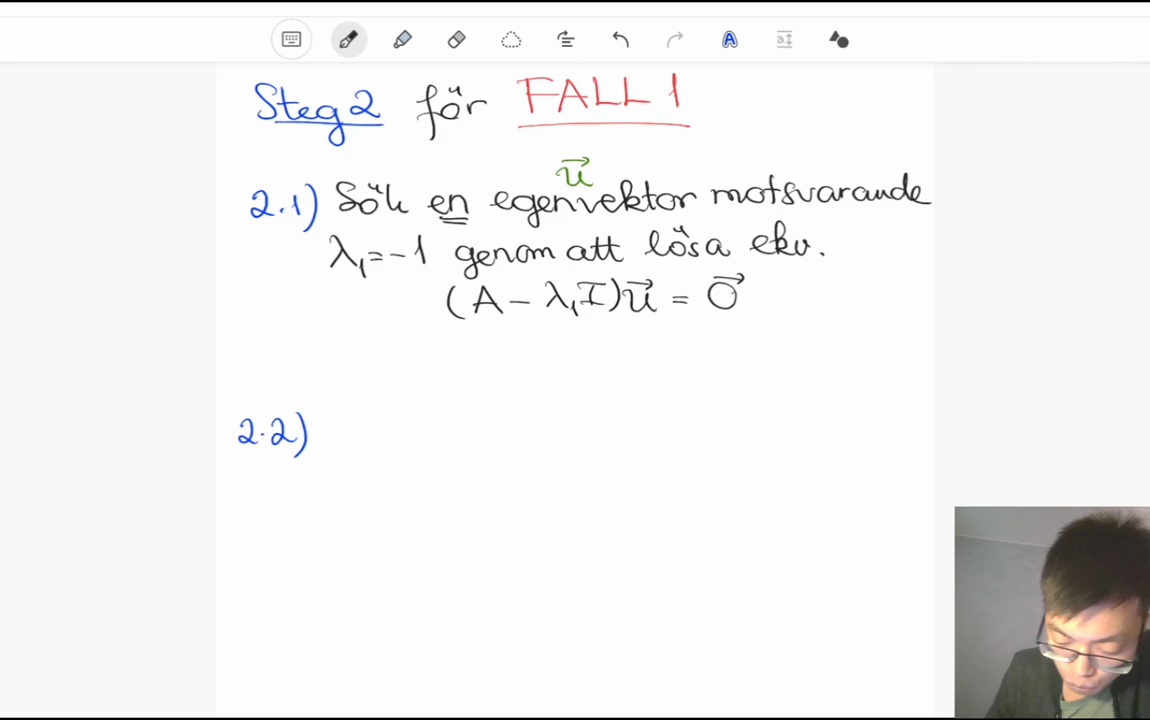 Steg 2 för FALL 1
u⃗
2.1) Sök en egenvektor motsvarande
λ₁=-1 genom att lösa ekv.
(A - λ₁I)u⃗ = 0⃗
2.2)